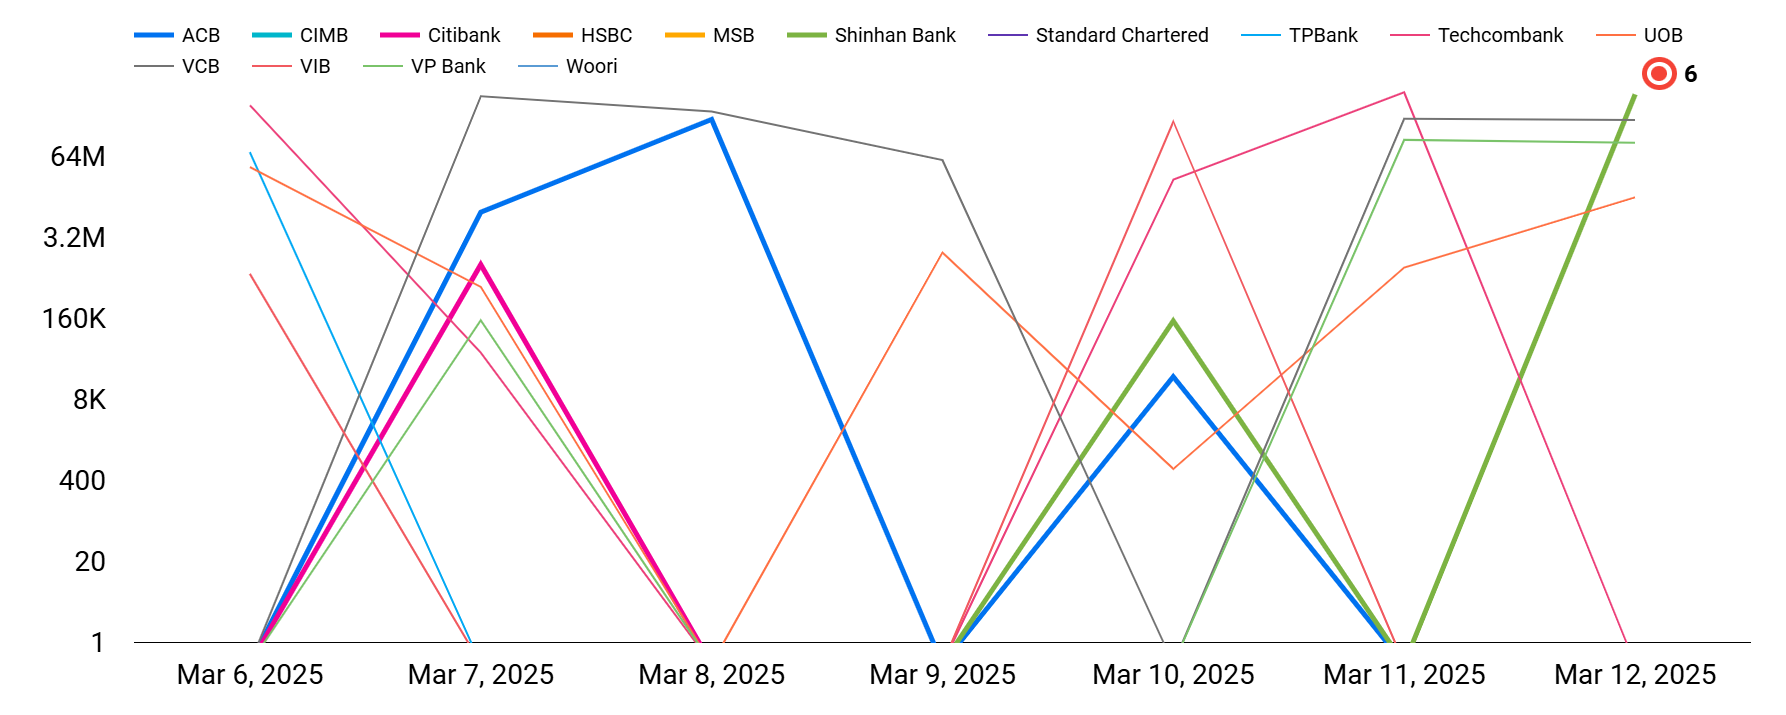 ACB CIMB Citibank HSBC MSB Shinhan Bank Standard Chartered TPBank Techcombank UOB
VCB VIB VP Bank Woori
6
64M
3.2M
160K
8K
400
20
1
Mar 6, 2025 Mar 7, 2025 Mar 8, 2025 Mar 9, 2025 Mar 10, 2025 Mar 11, 2025 Mar 12, 2025